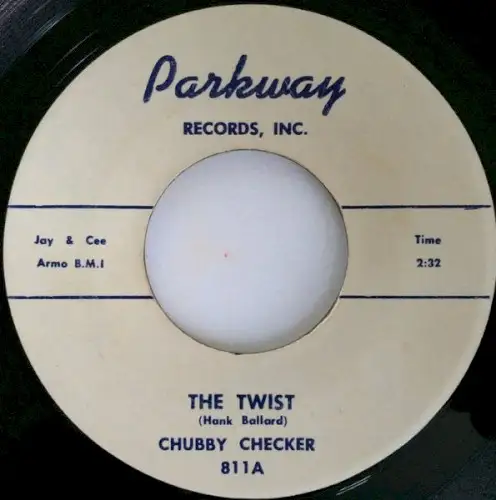 Parkway
RECORDS, INC.
Jay & Cee
Armo B.M.I
Time
2:32
THE TWIST
(Hank Ballard)
CHUBBY CHECKER
811A